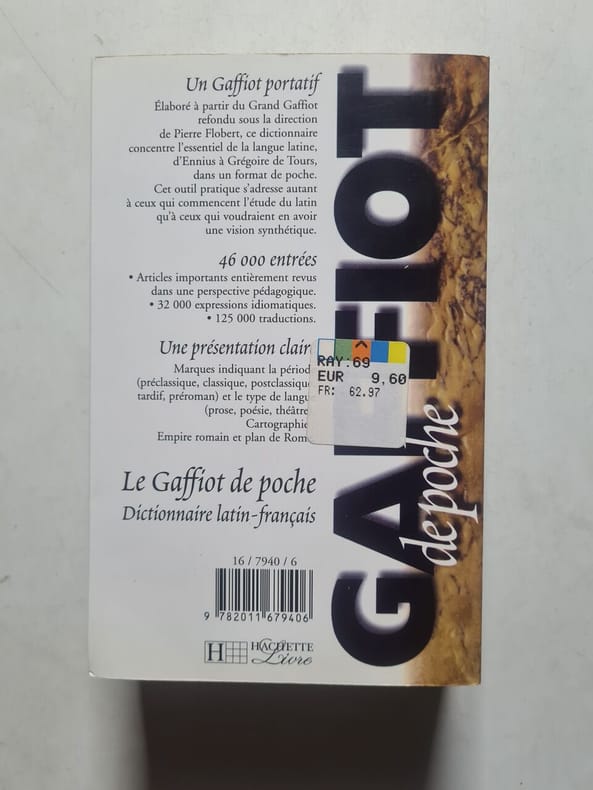 Un Gaffiot portatif
Élaboré à partir du Grand Gaffiot
refondu sous la direction
de Pierre Flobert, ce dictionnaire
concentre l'essentiel de la langue latine,
d'Ennius à Grégoire de Tours,
dans un format de poche.
Cet outil pratique s'adresse autant
à ceux qui commencent l'étude du latin
qu'à ceux qui voudraient en avoir
une vision synthétique.
46 000 entrées
• Articles importants entièrement revus
dans une perspective pédagogique.
• 32 000 expressions idiomatiques.
• 125 000 traductions.
Une présentation clair
Marques indiquant la périod
(préclassique, classique, postclassiqu
tardif, préroman) et le type de langu
(prose, poésie, théâtre
Cartographie
Empire romain et plan de Rom
Le Gaffiot de poche
Dictionnaire latin-français
16 / 7940 / 6
9 782011 679406
H HACHETTE
Livre
GAFFIOT
de poche
RAY:69
EUR 9,60
FR: 62.97